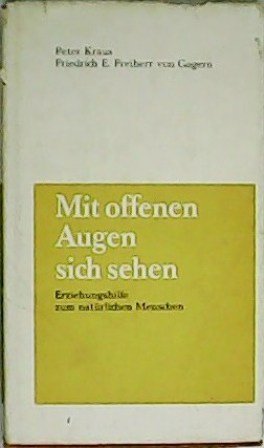 Peter Kraus
Friedrich E. Freiherr von Gagern
Mit offenen
Augen
sich sehen
Erziehungshilfe
zum natürlichen Menschen